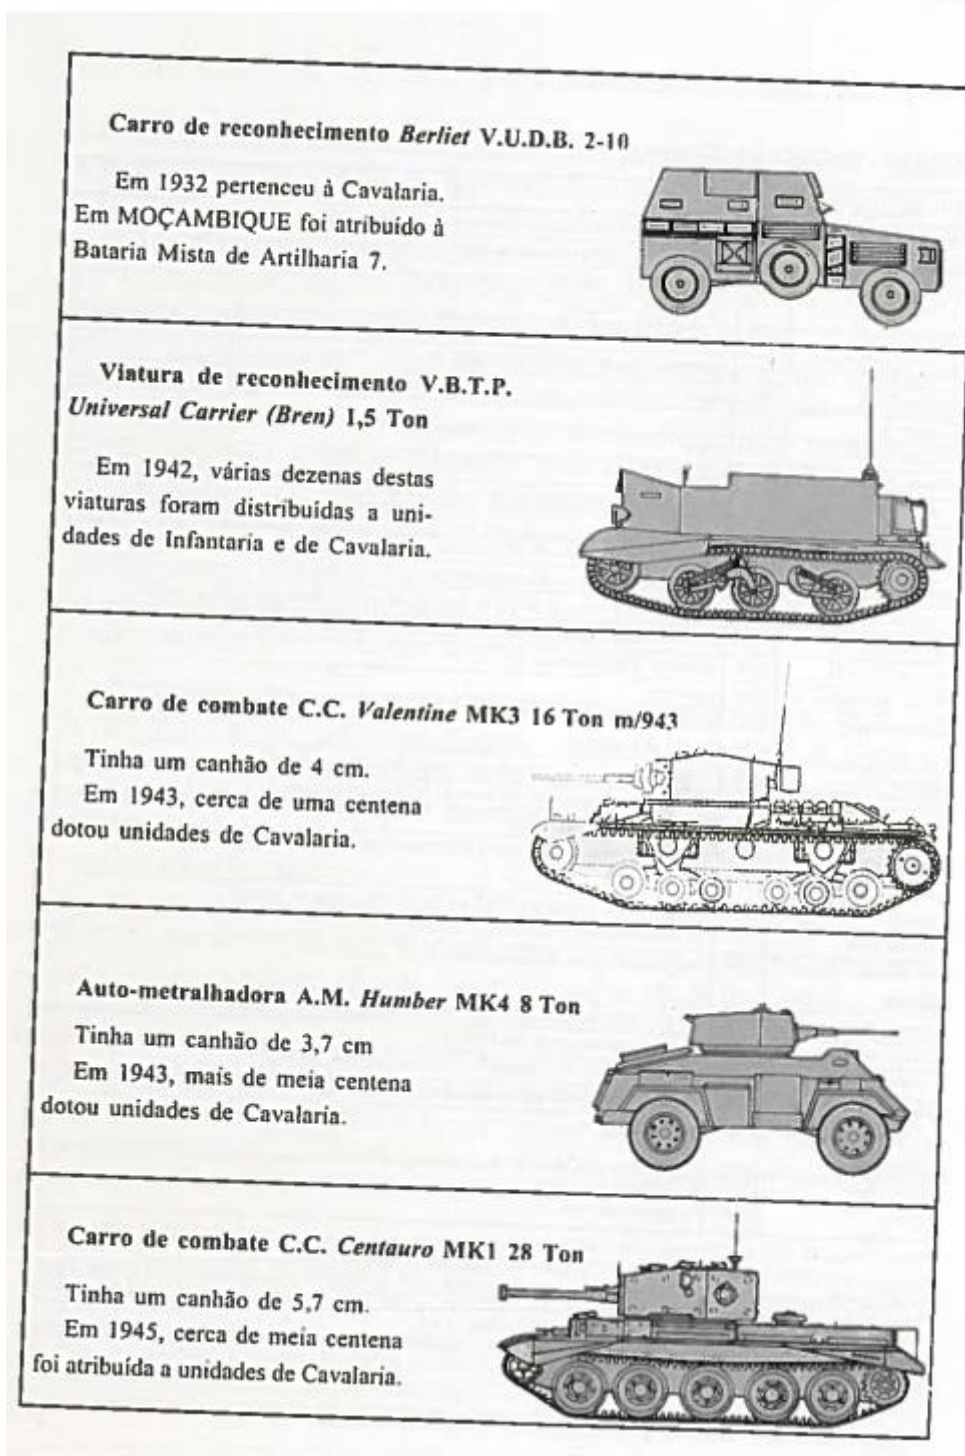 Carro de reconhecimento Berliet V.U.D.B. 2-10
Em 1932 pertenceu à Cavalaria.
Em MOÇAMBIQUE foi atribuído à
Bataria Mista de Artilharia 7.
Viatura de reconhecimento V.B.T.P.
Universal Carrier (Bren) 1,5 Ton
Em 1942, várias dezenas destas
viaturas foram distribuídas a uni-
dades de Infantaria e de Cavalaria.
Carro de combate C.C. Valentine MK3 16 Ton m/943
Tinha um canhão de 4 cm.
Em 1943, cerca de uma centena
dotou unidades de Cavalaria.
Auto-metralhadora A.M. Humber MK4 8 Ton
Tinha um canhão de 3,7 cm
Em 1943, mais de meia centena
dotou unidades de Cavalaria.
Carro de combate C.C. Centauro MK1 28 Ton
Tinha um canhão de 5,7 cm.
Em 1945, cerca de meia centena
foi atribuída a unidades de Cavalaria.